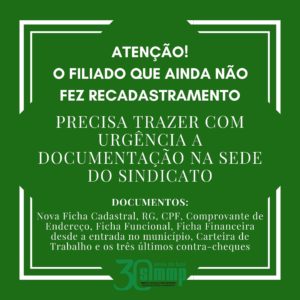 ATENÇÃO!
O FILIADO QUE AINDA NÃO
FEZ RECADASTRAMENTO
PRECISA TRAZER COM
URGÊNCIA A
DOCUMENTAÇÃO NA SEDE
DO SINDICATO
DOCUMENTOS:
Nova Ficha Cadastral, RG, CPF, Comprovante de
Endereço, Ficha Funcional, Ficha Financeira
desde a entrada no município, Carteira de
Trabalho e os três últimos contra-cheques
30
simmp